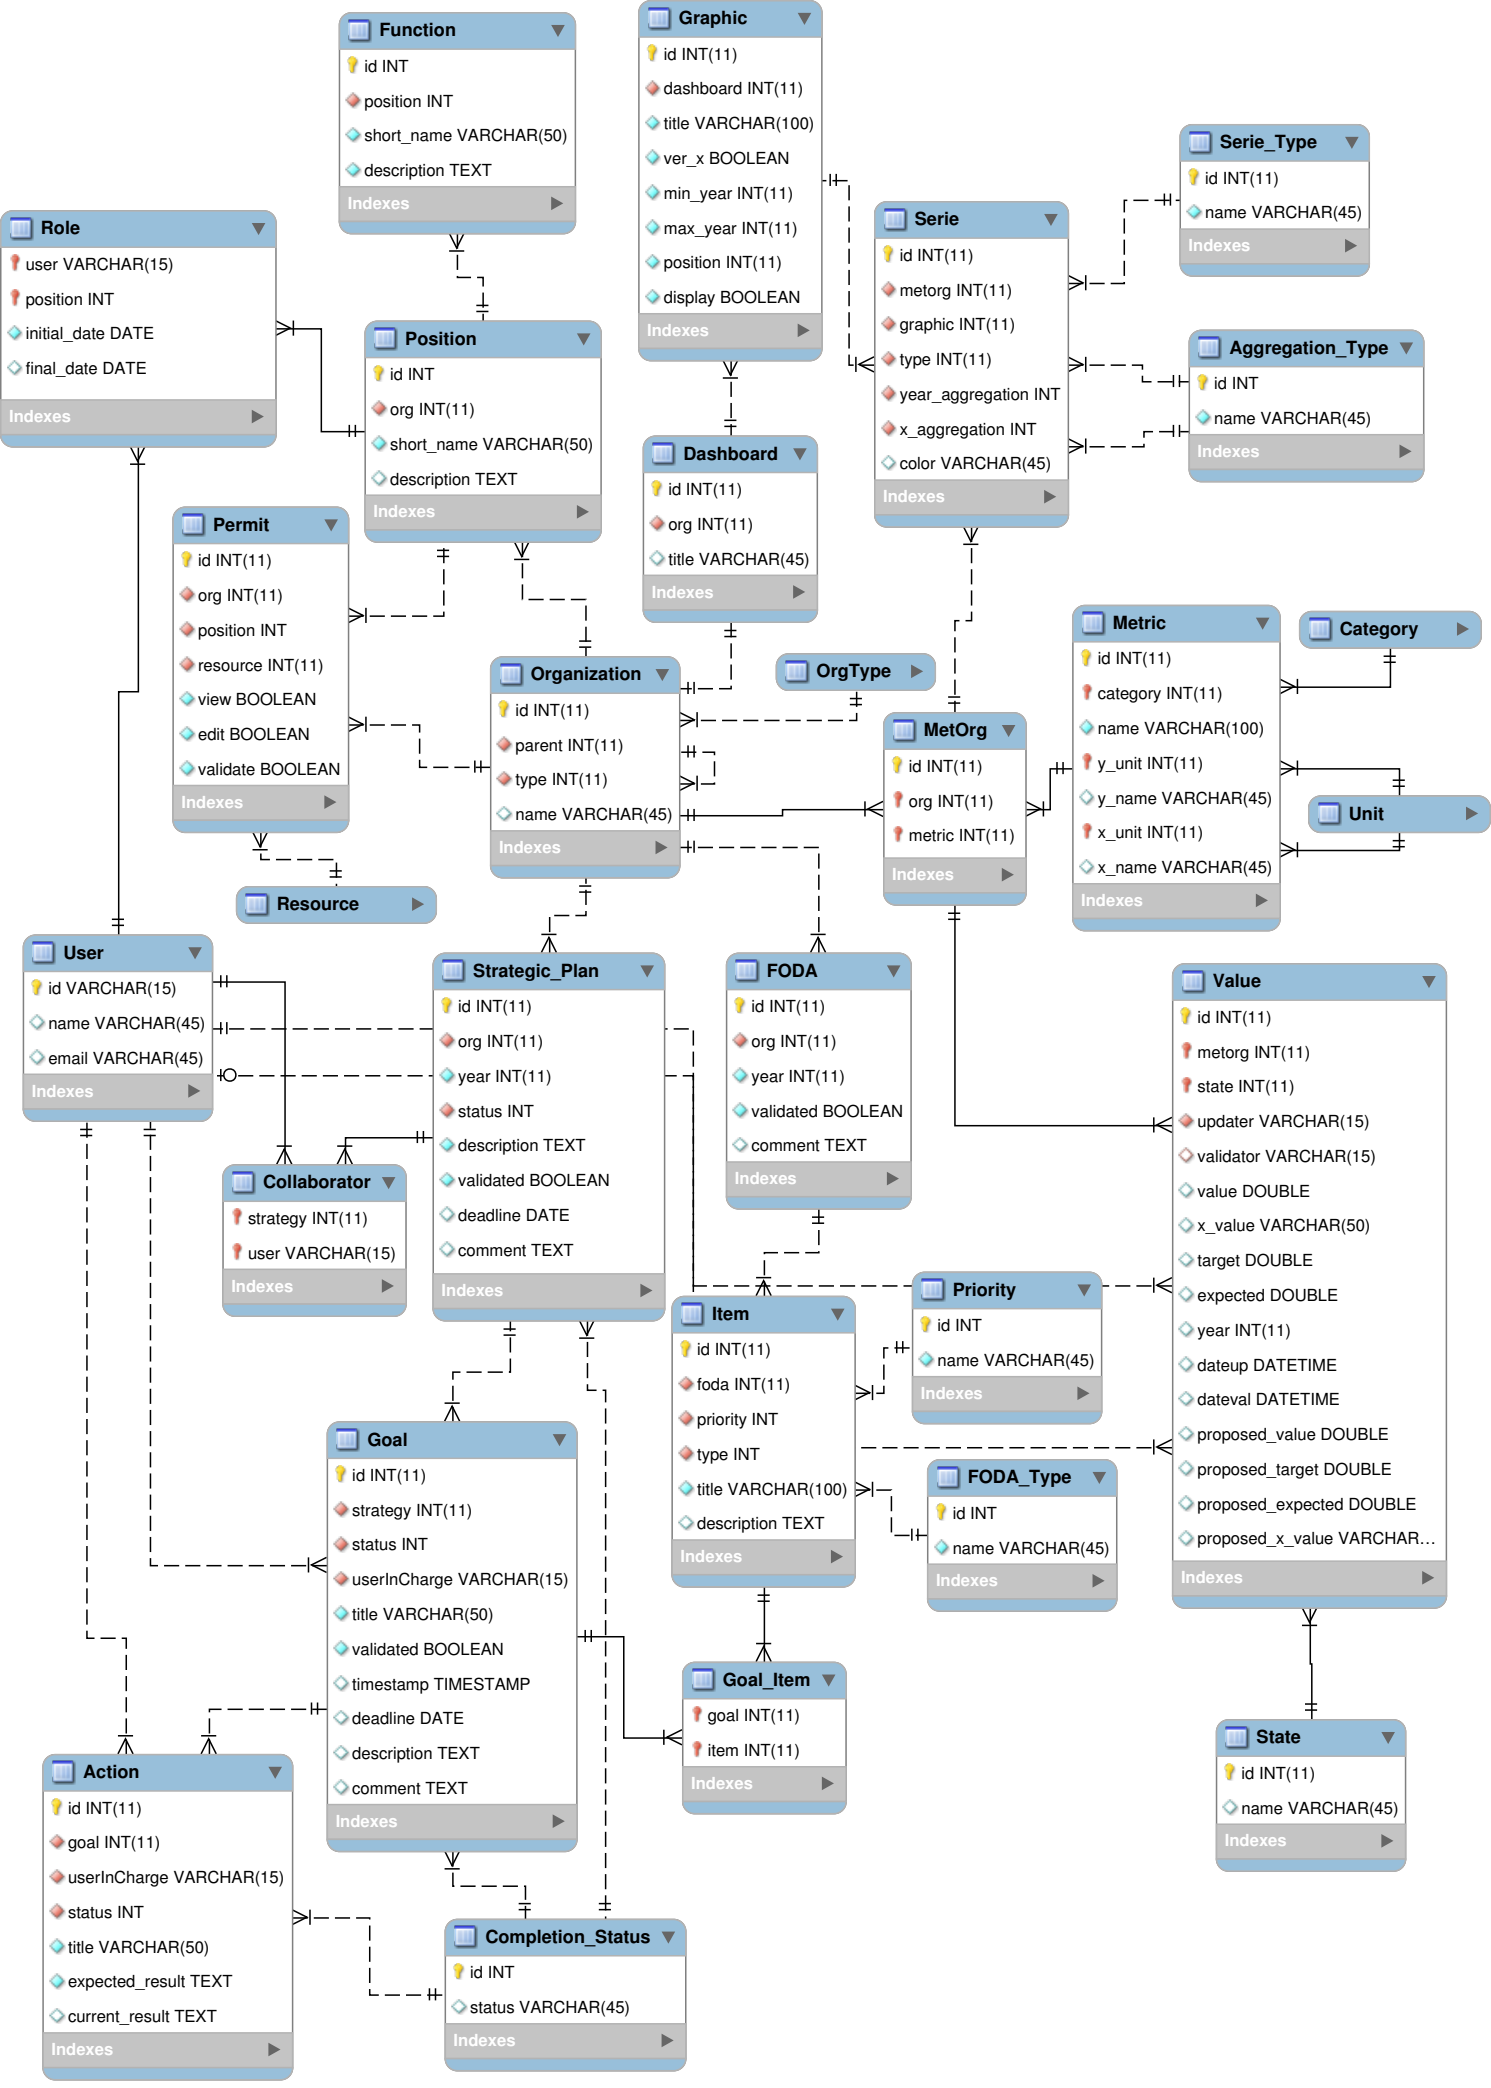 Function
id INT
position INT
short_name VARCHAR(50)
description TEXT
Indexes
Graphic
id INT(11)
dashboard INT(11)
title VARCHAR(100)
ver_x BOOLEAN
min_year INT(11)
max_year INT(11)
position INT(11)
display BOOLEAN
Indexes
Serie_Type
id INT(11)
name VARCHAR(45)
Indexes
Role
user VARCHAR(15)
position INT
initial_date DATE
final_date DATE
Indexes
Serie
id INT(11)
metorg INT(11)
graphic INT(11)
type INT(11)
year_aggregation INT
x_aggregation INT
color VARCHAR(45)
Indexes
Position
id INT
org INT(11)
short_name VARCHAR(50)
description TEXT
Indexes
Aggregation_Type
id INT
name VARCHAR(45)
Indexes
Dashboard
id INT(11)
org INT(11)
title VARCHAR(45)
Indexes
Permit
id INT(11)
org INT(11)
position INT
resource INT(11)
view BOOLEAN
edit BOOLEAN
validate BOOLEAN
Indexes
Organization
id INT(11)
parent INT(11)
type INT(11)
name VARCHAR(45)
Indexes
OrgType
MetOrg
id INT(11)
org INT(11)
metric INT(11)
Indexes
Metric
id INT(11)
category INT(11)
name VARCHAR(100)
y_unit INT(11)
y_name VARCHAR(45)
x_unit INT(11)
x_name VARCHAR(45)
Indexes
Category
Unit
Resource
User
id VARCHAR(15)
name VARCHAR(45)
email VARCHAR(45)
Indexes
Strategic_Plan
id INT(11)
org INT(11)
year INT(11)
status INT
description TEXT
validated BOOLEAN
deadline DATE
comment TEXT
Indexes
FODA
id INT(11)
org INT(11)
year INT(11)
validated BOOLEAN
comment TEXT
Indexes
Value
id INT(11)
metorg INT(11)
state INT(11)
updater VARCHAR(15)
validator VARCHAR(15)
value DOUBLE
x_value VARCHAR(50)
target DOUBLE
expected DOUBLE
year INT(11)
dateup DATETIME
dateval DATETIME
proposed_value DOUBLE
proposed_target DOUBLE
proposed_expected DOUBLE
proposed_x_value VARCHAR...
Indexes
Collaborator
strategy INT(11)
user VARCHAR(15)
Indexes
Priority
id INT
name VARCHAR(45)
Indexes
Item
id INT(11)
foda INT(11)
priority INT
type INT
title VARCHAR(100)
description TEXT
Indexes
FODA_Type
id INT
name VARCHAR(45)
Indexes
Goal
id INT(11)
strategy INT(11)
status INT
userInCharge VARCHAR(15)
title VARCHAR(50)
validated BOOLEAN
timestamp TIMESTAMP
deadline DATE
description TEXT
comment TEXT
Indexes
Goal_Item
goal INT(11)
item INT(11)
Indexes
State
id INT(11)
name VARCHAR(45)
Indexes
Action
id INT(11)
goal INT(11)
userInCharge VARCHAR(15)
status INT
title VARCHAR(50)
expected_result TEXT
current_result TEXT
Indexes
Completion_Status
id INT
status VARCHAR(45)
Indexes